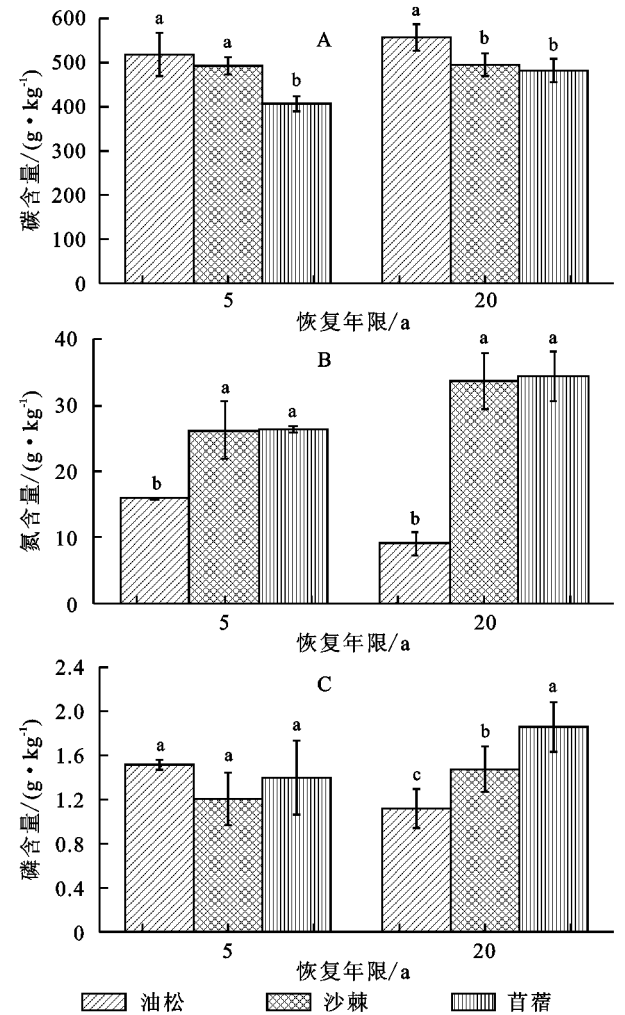 600
500
400
300
200
100
0
碳含量/(g·kg⁻¹)
A
a a b a b b
5 20
恢复年限/a
40
30
20
10
0
氮含量/(g·kg⁻¹)
B
b a a b a a
5 20
恢复年限/a
2.4
2.0
1.6
1.2
0.8
0.4
0
磷含量/(g·kg⁻¹)
C
a a a c b a
5 20
恢复年限/a
油松 沙棘 苜蓿